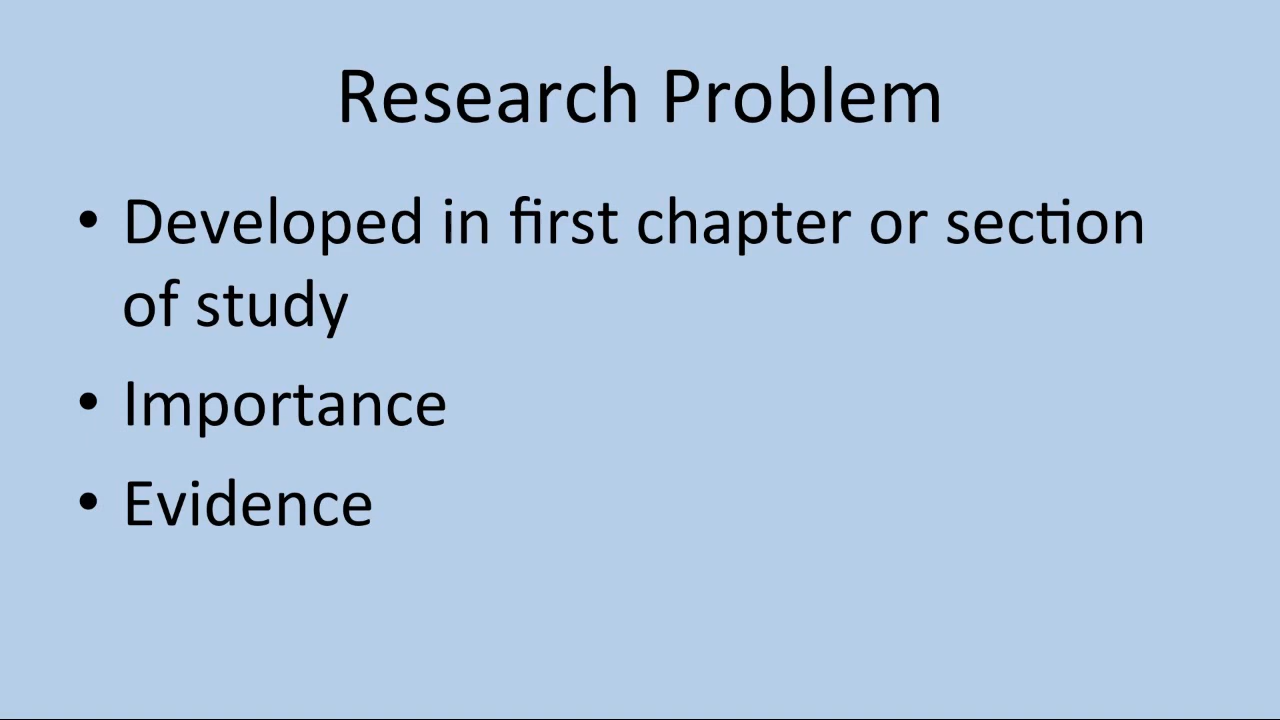 Research Problem
• Developed in first chapter or section
of study
• Importance
• Evidence